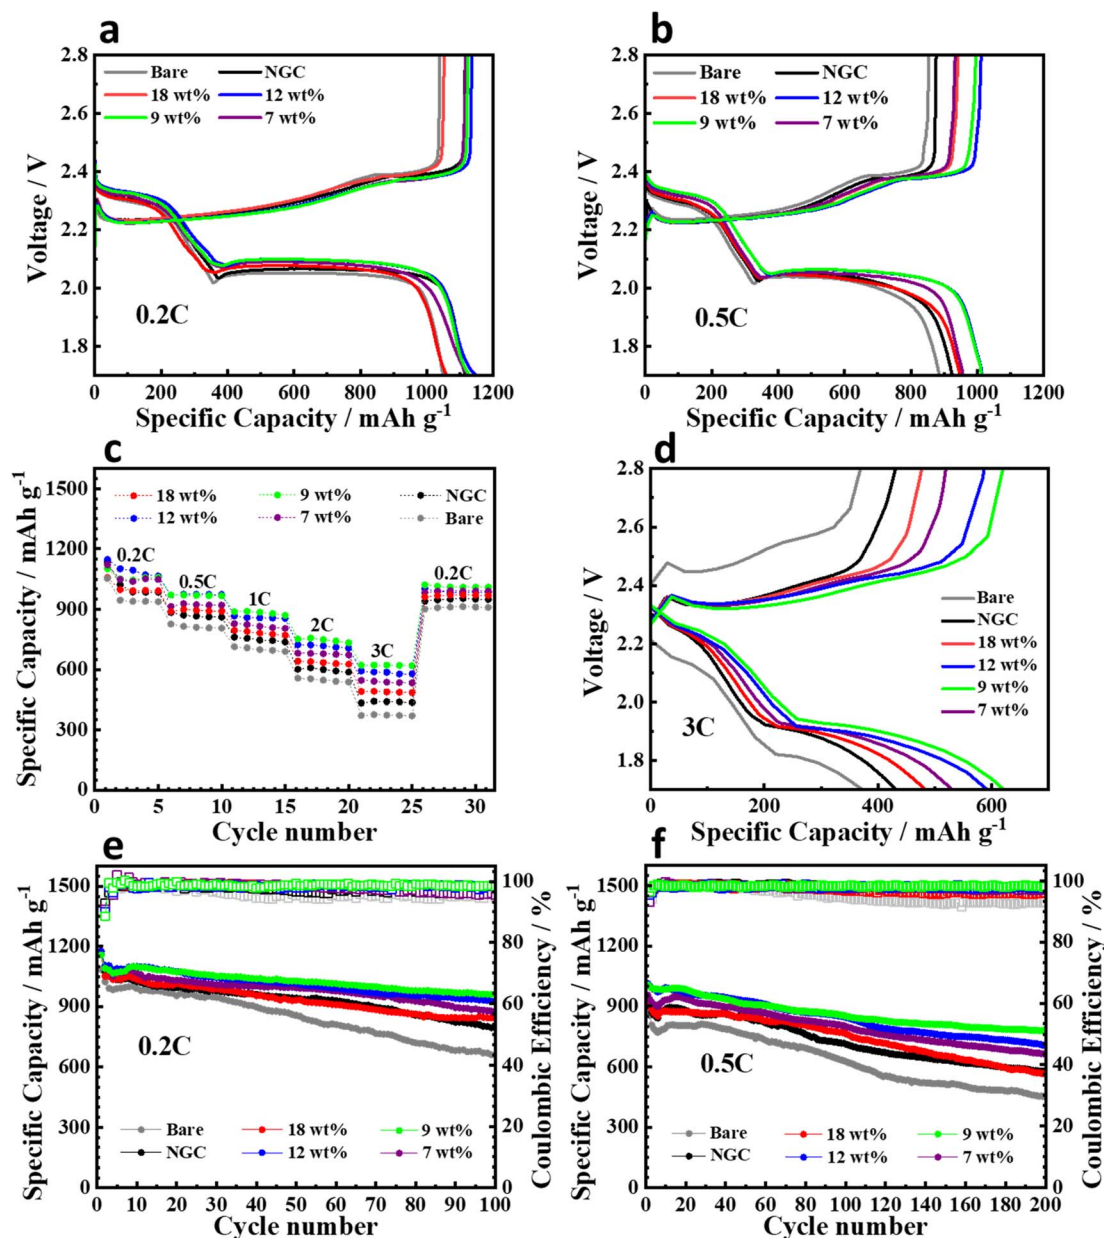 a
2.8
2.4
2.2
2.0
1.8
2.6
Voltage / V
Bare NGC
18 wt% 12 wt%
9 wt% 7 wt%
0.2C
0 200 400 600 800 1000 1200
Specific Capacity / mAh g-1
b
2.8
2.6
2.4
2.2
2.0
1.8
Voltage / V
Bare NGC
18 wt% 12 wt%
9 wt% 7 wt%
0.5C
0 200 400 600 800 1000 1200
Specific Capacity / mAh g-1
c
1500
1200
900
600
300
0
Specific Capacity / mAh g-1
18 wt% 9 wt% NGC
12 wt% 7 wt% Bare
0.2C
0.5C
1C
2C
3C
0.2C
0 5 10 15 20 25 30
Cycle number
d
2.8
2.6
2.4
2.2
2.0
1.8
Voltage / V
Bare
NGC
18 wt%
12 wt%
9 wt%
7 wt%
3C
0 200 400 600
Specific Capacity / mAh g-1
e
1500
1200
900
600
300
0
Specific Capacity / mAh g-1
100
80
60
40
20
0
Coulombic Efficiency / %
0.2C
Bare 18 wt% 9 wt%
NGC 12 wt% 7 wt%
0 10 20 30 40 50 60 70 80 90 100
Cycle number
f
1500
1200
900
600
300
0
Specific Capacity / mAh g-1
100
80
60
40
20
0
Coulombic Efficiency / %
0.5C
Bare 18 wt% 9 wt%
NGC 12 wt% 7 wt%
0 20 40 60 80 100 120 140 160 180 200
Cycle number